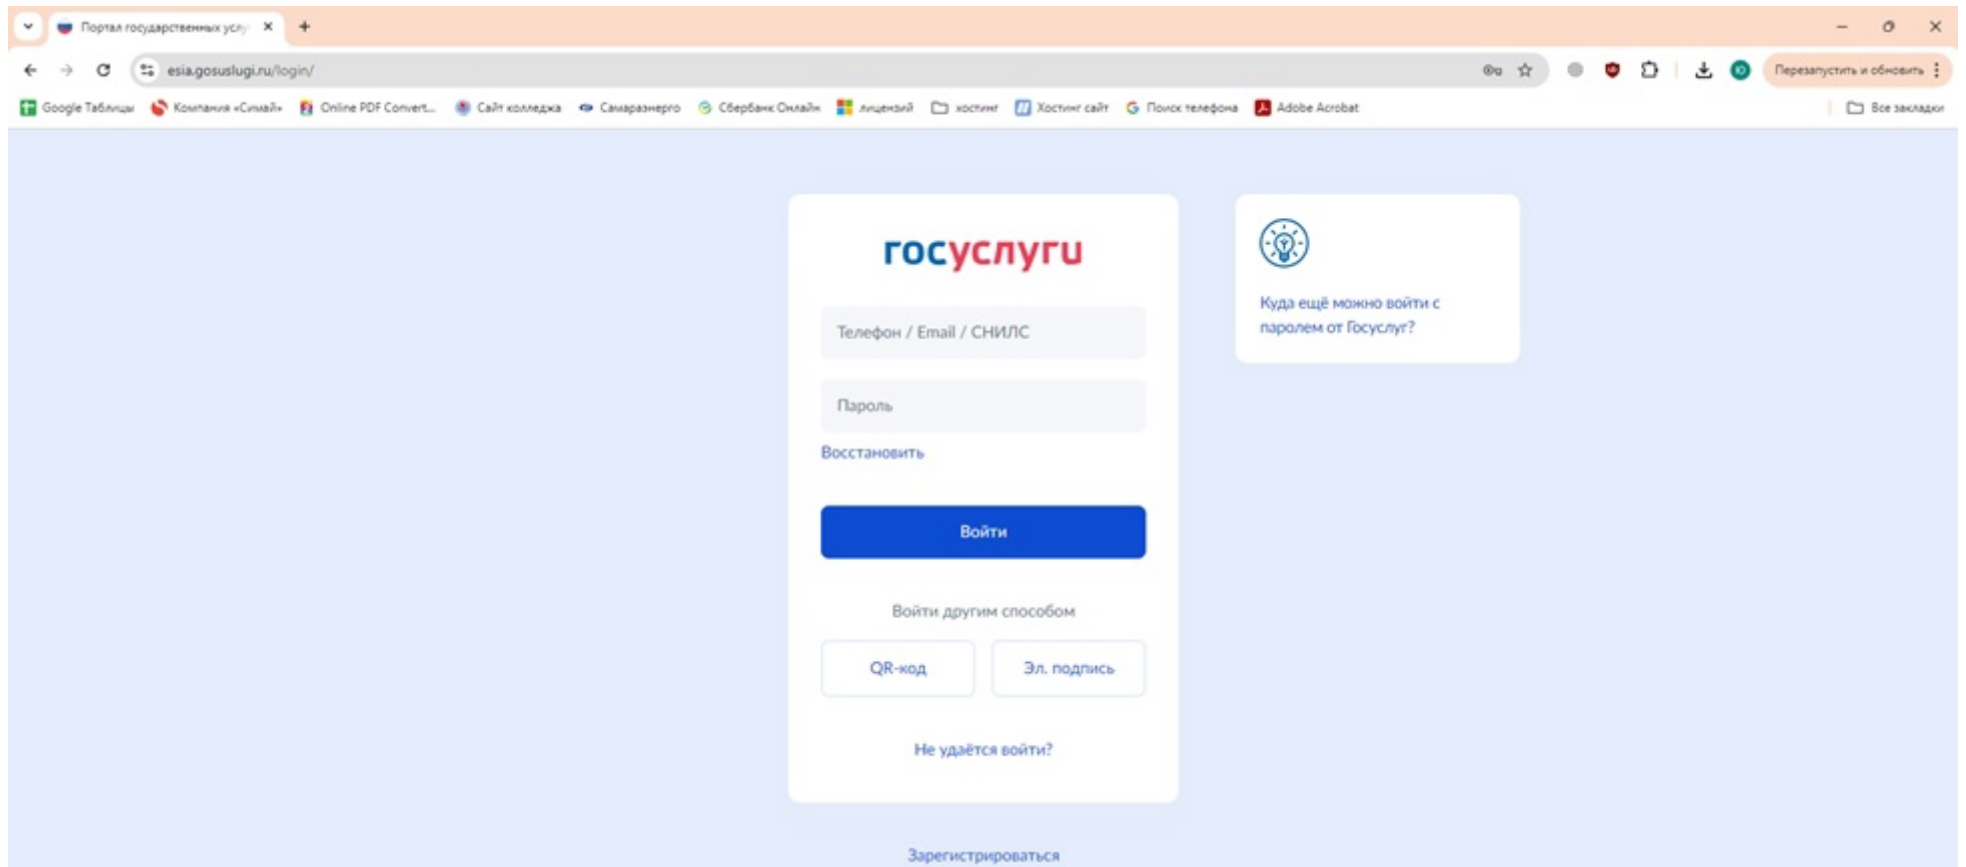 Портал государственных услу
esia.gosuslugi.ru/login/
Перезапустить и обновить
Google Таблицы
Компания «Симай»
Online PDF Convert...
Сайт колледжа
Самараэнерго
Сбербанк Онлайн
лицензий
хостинг
Хостинг сайт
Поиск телефона
Adobe Acrobat
Все закладки
госуслуги
Телефон / Email / СНИЛС
Пароль
Восстановить
Войти
Войти другим способом
QR-код
Эл. подпись
Не удаётся войти?
Зарегистрироваться
Куда ещё можно войти с
паролем от Госуслуг?